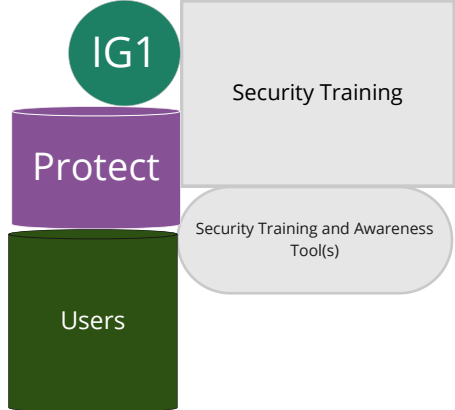 IG1
Security Training
Protect
Security Training and Awareness
Tool(s)
Users